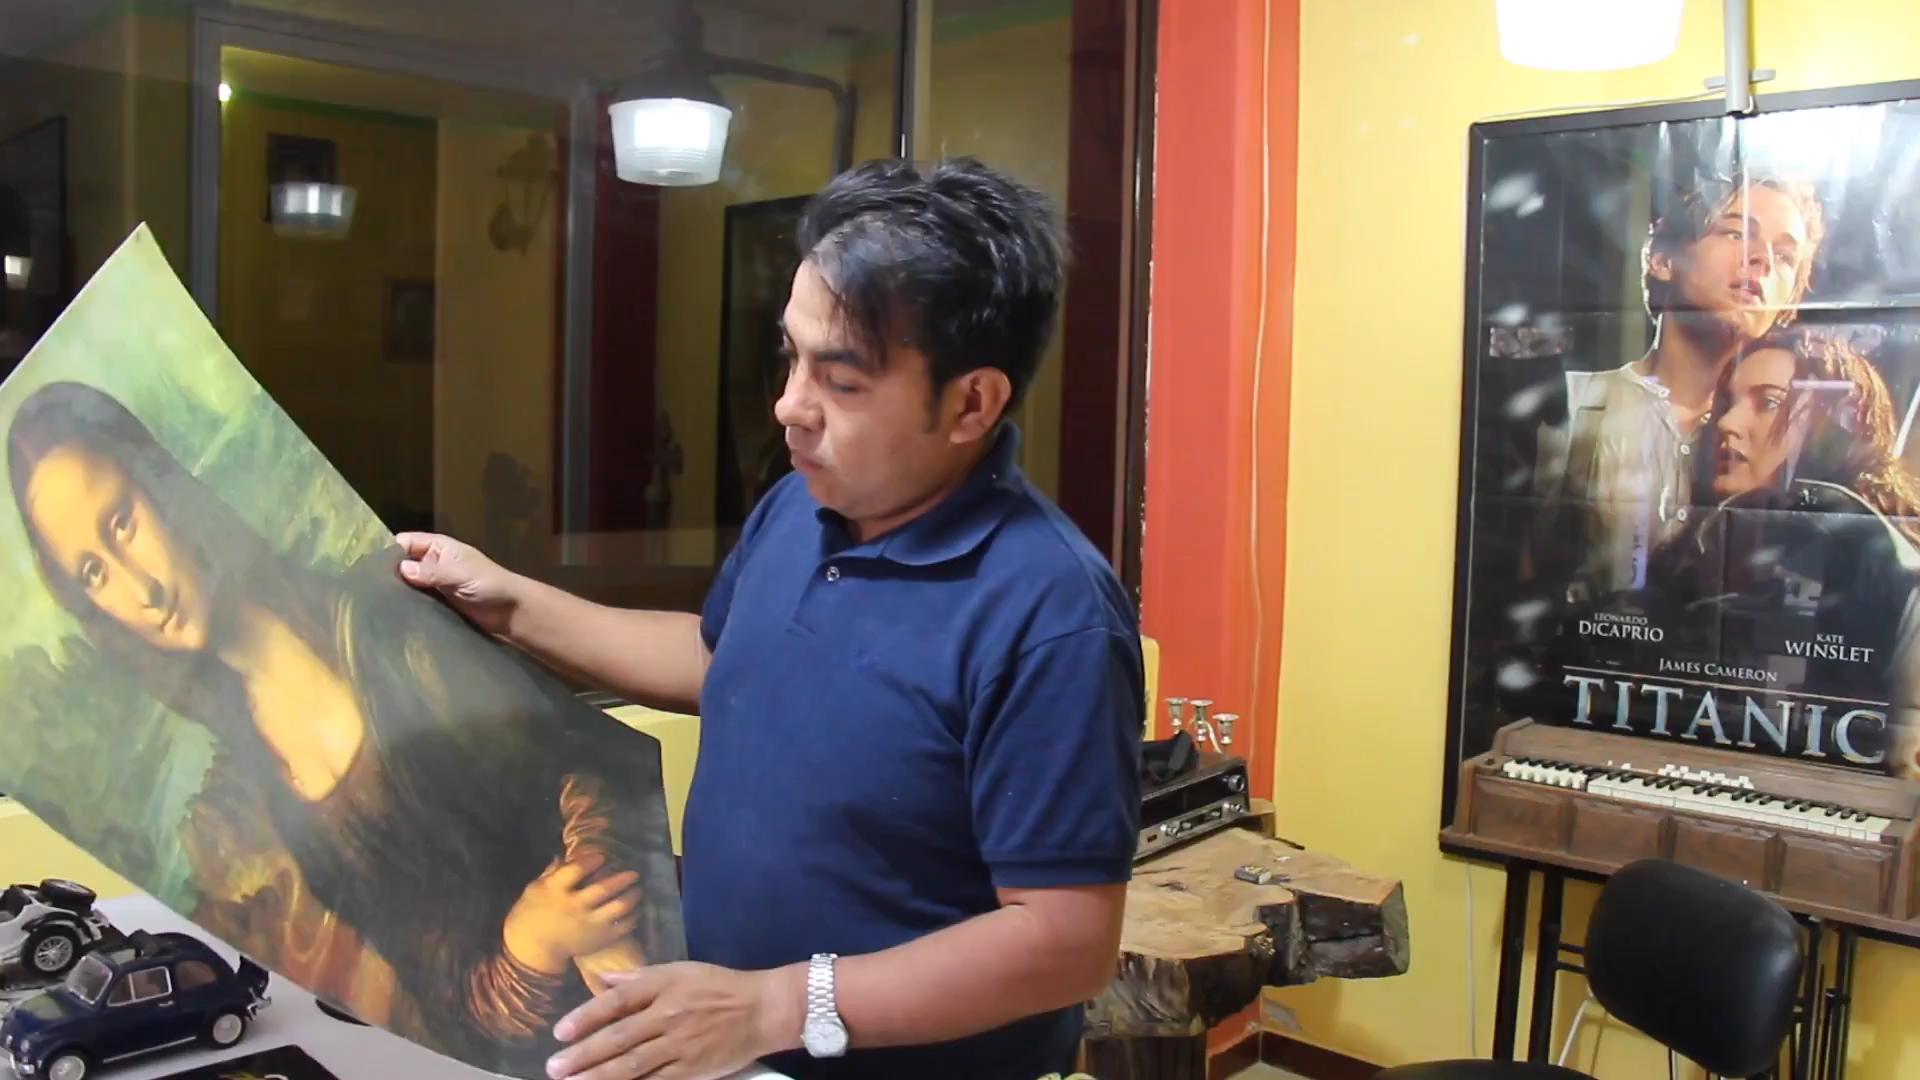 LEONARDO
DICAPRIO
KATE
WINSLET
JAMES CAMERON
TITANIC